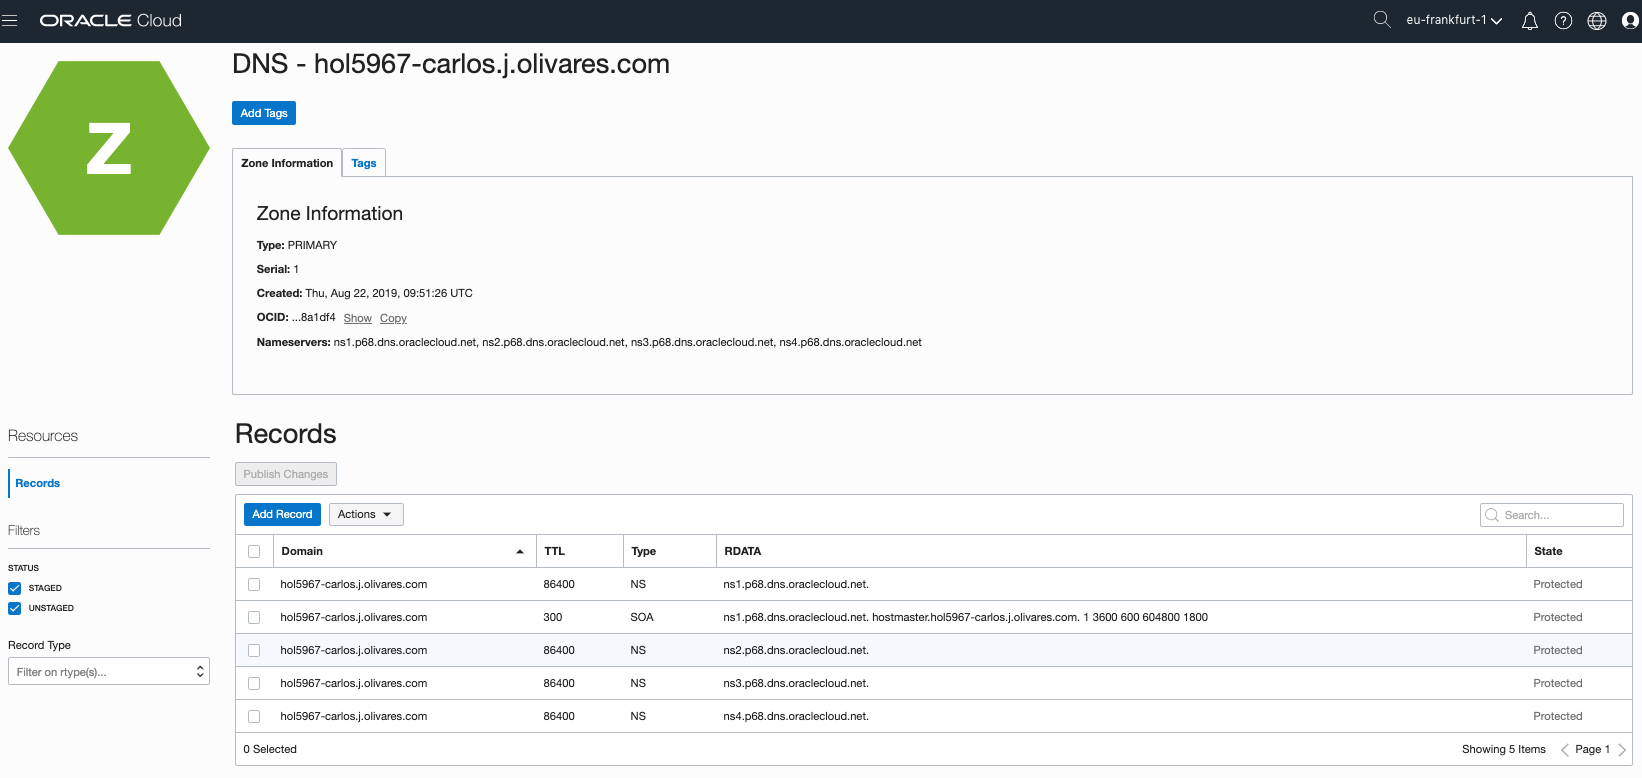 ORACLE Cloud
eu-frankfurt-1
Z
DNS - hol5967-carlos.j.olivares.com
Add Tags
Zone Information
Tags
Zone Information
Type: PRIMARY
Serial: 1
Created: Thu, Aug 22, 2019, 09:51:26 UTC
OCID: ...8a1df4 Show Copy
Nameservers: ns1.p68.dns.oraclecloud.net, ns2.p68.dns.oraclecloud.net, ns3.p68.dns.oraclecloud.net, ns4.p68.dns.oraclecloud.net
Resources
Records
Filters
STATUS
STAGED
UNSTAGED
Record Type
Filter on rtype(s)...
Records
Publish Changes
Add Record Actions Search...
Domain TTL Type RDATA State
hol5967-carlos.j.olivares.com 86400 NS ns1.p68.dns.oraclecloud.net. Protected
hol5967-carlos.j.olivares.com 300 SOA ns1.p68.dns.oraclecloud.net. hostmaster.hol5967-carlos.j.olivares.com. 1 3600 600 604800 1800 Protected
hol5967-carlos.j.olivares.com 86400 NS ns2.p68.dns.oraclecloud.net. Protected
hol5967-carlos.j.olivares.com 86400 NS ns3.p68.dns.oraclecloud.net. Protected
hol5967-carlos.j.olivares.com 86400 NS ns4.p68.dns.oraclecloud.net. Protected
0 Selected Showing 5 Items Page 1